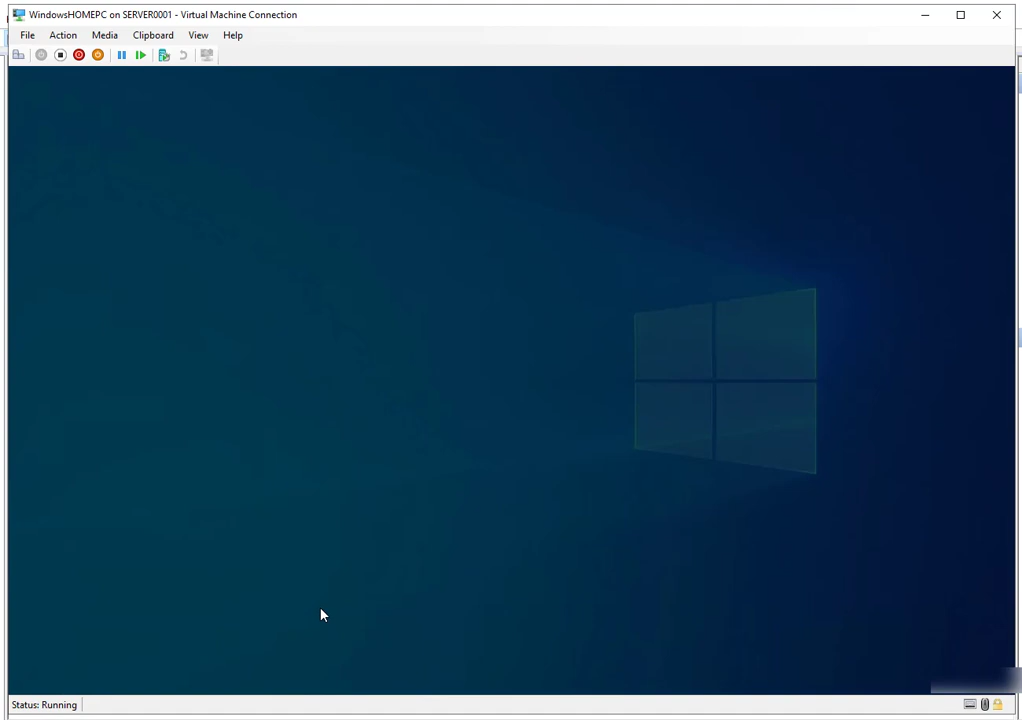 WindowsHOMEPC on SERVER0001 - Virtual Machine Connection
File Action Media Clipboard View Help
Status: Running